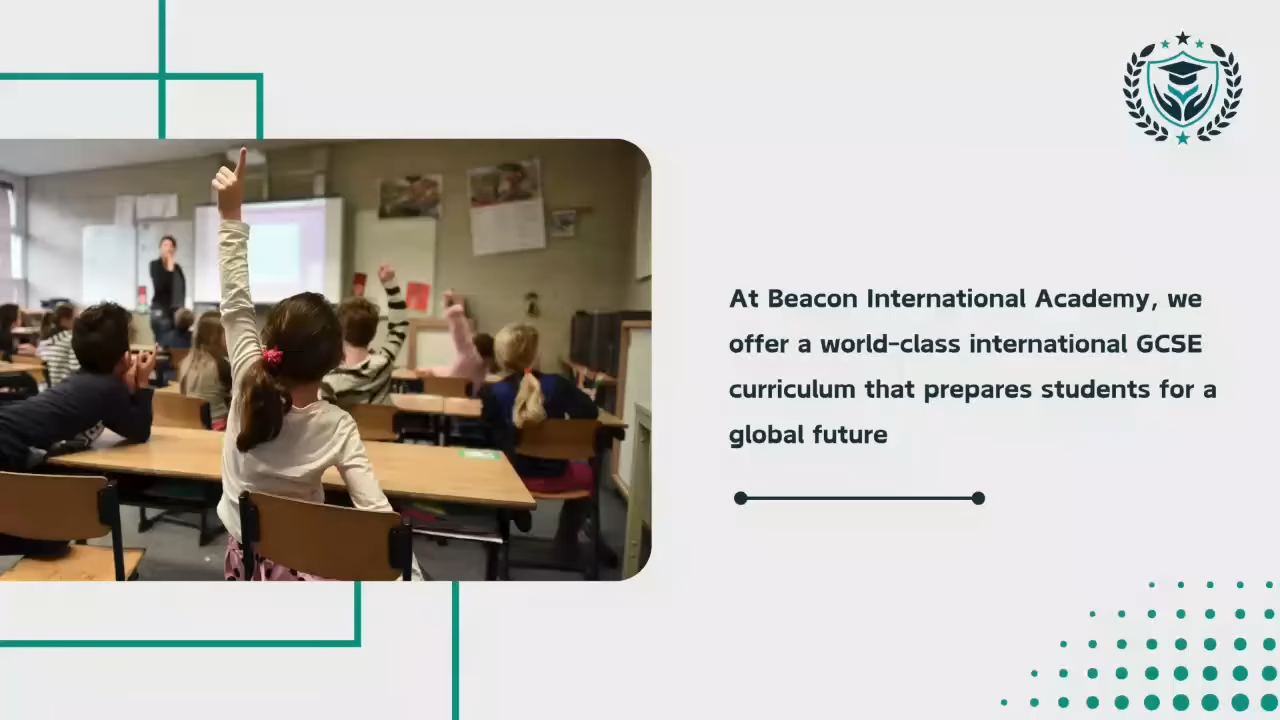 At Beacon International Academy, we
offer a world-class international GCSE
curriculum that prepares students for a
global future